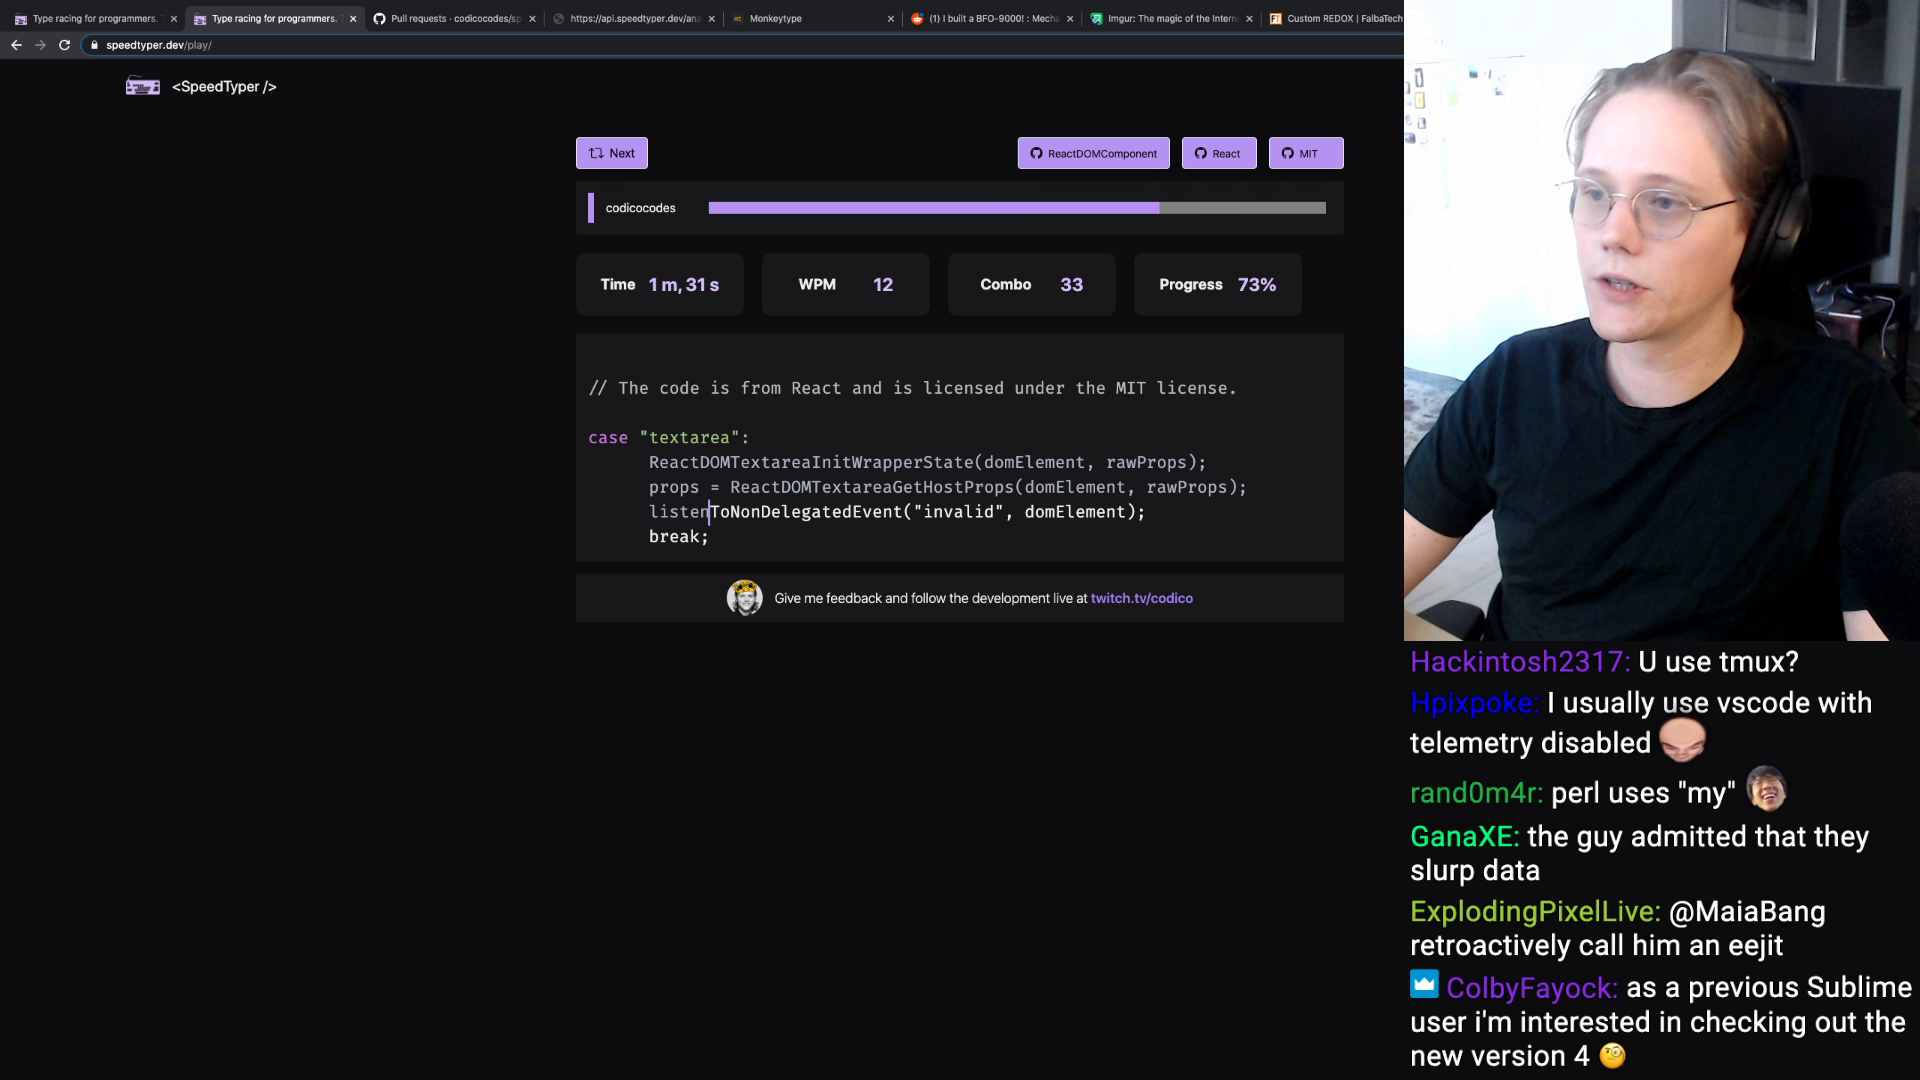 Type racing for programmers.
Type racing for programmers.
Pull requests · codicocodes/sp
https://api.speedtyper.dev/ana
Monkeytype
(1) I built a BFO-9000! : Mecha
Imgur: The magic of the Intern
Custom REDOX | FalbaTech
speedtyper.dev/play/
<SpeedTyper />
Next
ReactDOMComponent
React
MIT
codicocodes
Time 1 m, 31 s
WPM 12
Combo 33
Progress 73%
// The code is from React and is licensed under the MIT license.
case "textarea":
ReactDOMTextareaInitWrapperState(domElement, rawProps);
props = ReactDOMTextareaGetHostProps(domElement, rawProps);
listenToNonDelegatedEvent("invalid", domElement);
break;
Give me feedback and follow the development live at twitch.tv/codico
Hackintosh2317: U use tmux?
Hpixpoke: I usually use vscode with
telemetry disabled
rand0m4r: perl uses "my"
GanaXE: the guy admitted that they
slurp data
ExplodingPixelLive: @MaiaBang
retroactively call him an eejit
ColbyFayock: as a previous Sublime
user i'm interested in checking out the
new version 4